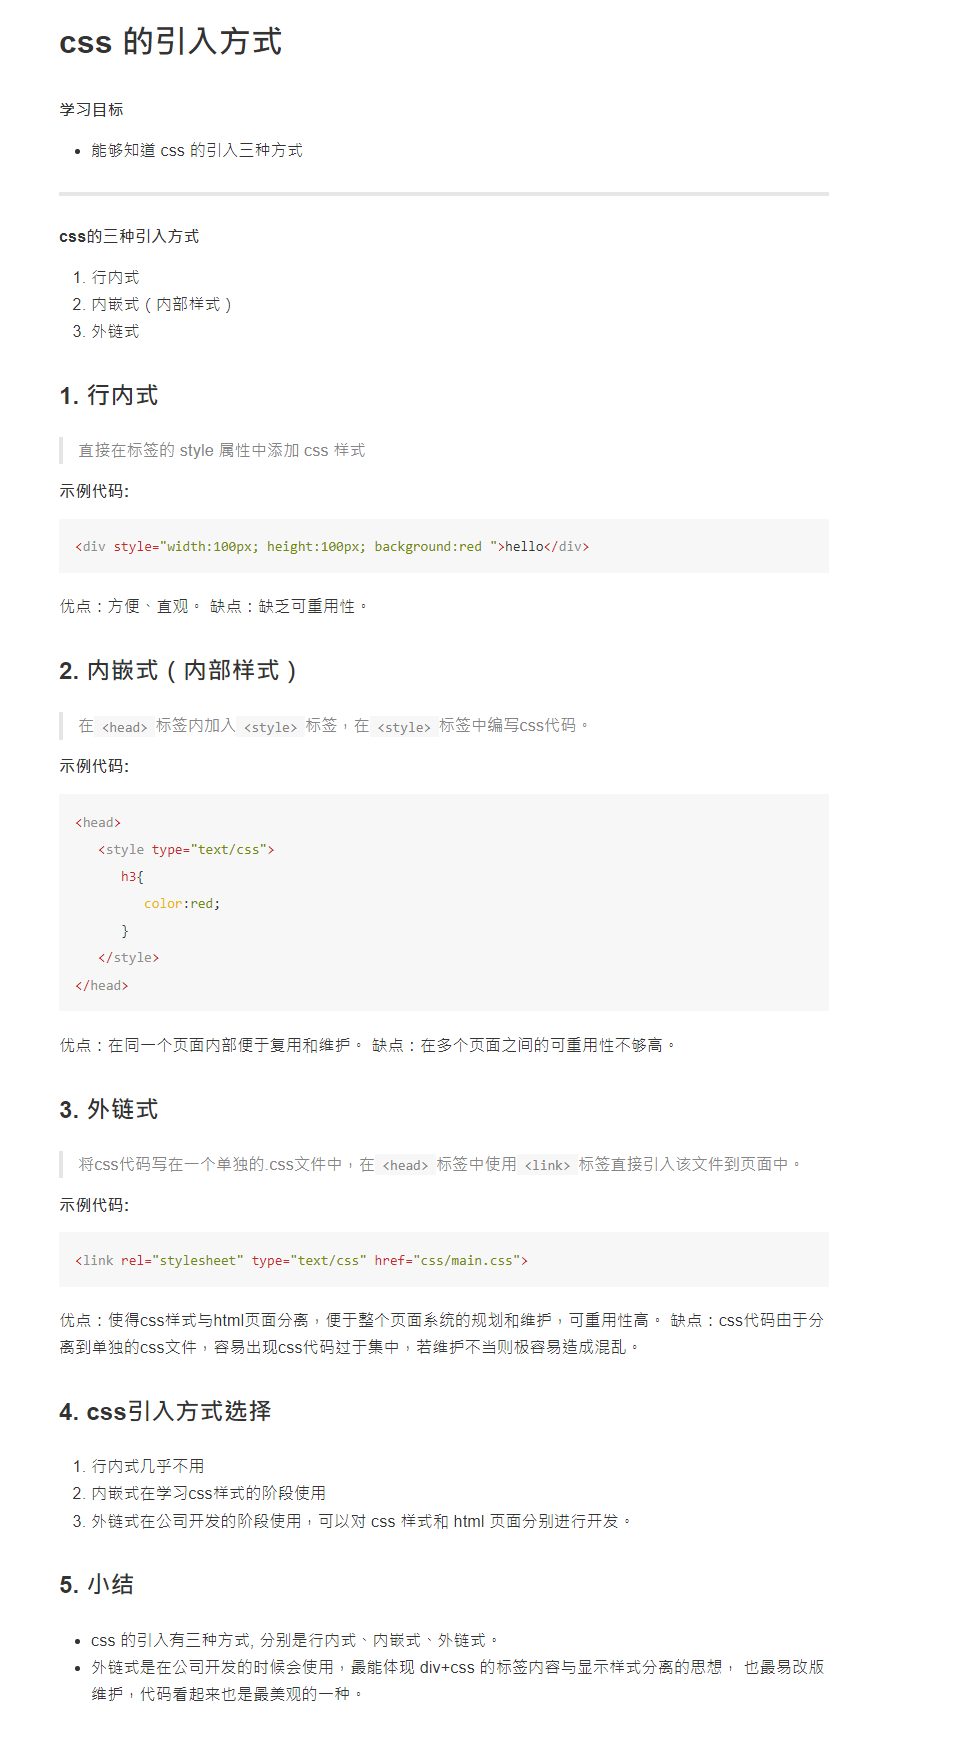 css 的引入方式
学习目标
• 能够知道 css 的引入三种方式
css的三种引入方式
1. 行内式
2. 内嵌式（内部样式）
3. 外链式
1. 行内式
直接在标签的 style 属性中添加 css 样式
示例代码:
<div style="width:100px; height:100px; background:red ">hello</div>
优点：方便、直观。 缺点：缺乏可重用性。
2. 内嵌式（内部样式）
在 <head> 标签内加入 <style> 标签，在 <style> 标签中编写css代码。
示例代码:
<head>
   <style type="text/css">
      h3{
         color:red;
      }
   </style>
</head>
优点：在同一个页面内部便于复用和维护。 缺点：在多个页面之间的可重用性不够高。
3. 外链式
将css代码写在一个单独的.css文件中，在 <head> 标签中使用 <link> 标签直接引入该文件到页面中。
示例代码:
<link rel="stylesheet" type="text/css" href="css/main.css">
优点：使得css样式与html页面分离，便于整个页面系统的规划和维护，可重用性高。 缺点：css代码由于分
离到单独的css文件，容易出现css代码过于集中，若维护不当则极容易造成混乱。
4. css引入方式选择
1. 行内式几乎不用
2. 内嵌式在学习css样式的阶段使用
3. 外链式在公司开发的阶段使用，可以对 css 样式和 html 页面分别进行开发。
5. 小结
• css 的引入有三种方式, 分别是行内式、内嵌式、外链式。
• 外链式是在公司开发的时候会使用，最能体现 div+css 的标签内容与显示样式分离的思想， 也最易改版
维护，代码看起来也是最美观的一种。